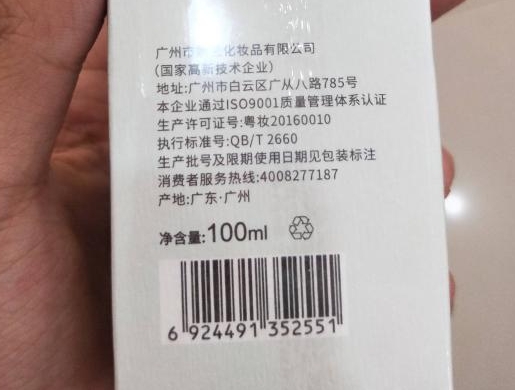 广州市化妆品有限公司
(国家高新技术企业)
地址:广州市白云区广从八路785号
本企业通过ISO9001质量管理体系认证
生产许可证号:粤妆20160010
执行标准号:QB/T 2660
生产批号及限期使用日期见包装标注
消费者服务热线:4008277187
产地:广东·广州
净含量:100ml
6 924491 352551